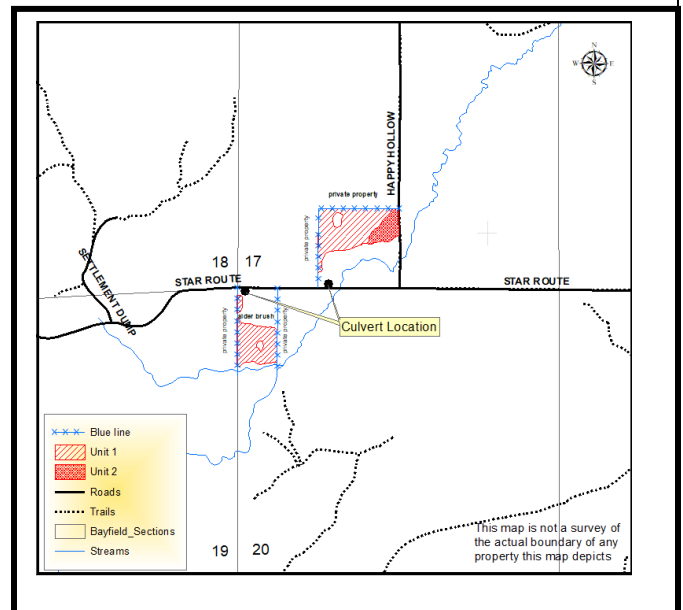 N
W E
S
HAPPY HOLLOW
private property
private property
18 17
SETTLEMENT DUMP
STAR ROUTE
STAR ROUTE
Culvert Location
alder brush
private property
private property
Blue line
Unit 1
Unit 2
Roads
Trails
Bayfield_Sections
Streams
19 20
This map is not a survey of
the actual boundary of any
property this map depicts